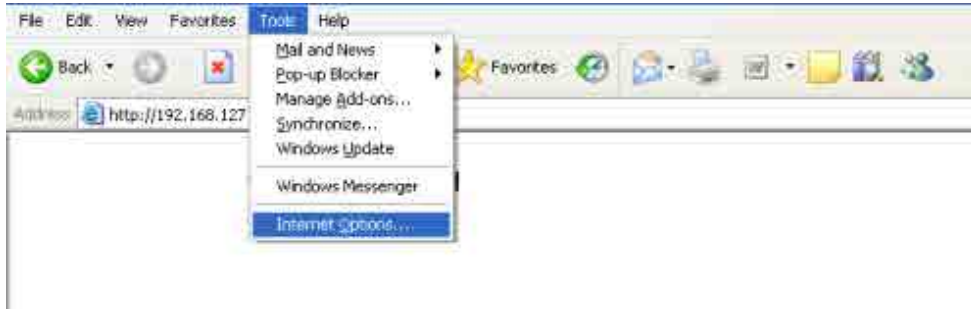 File Edit View Favorites Tools Help
Back Favorites
Address http://192.168.127
Mail and News
Pop-up Blocker
Manage Add-ons...
Synchronize...
Windows Update
Windows Messenger
Internet Options...